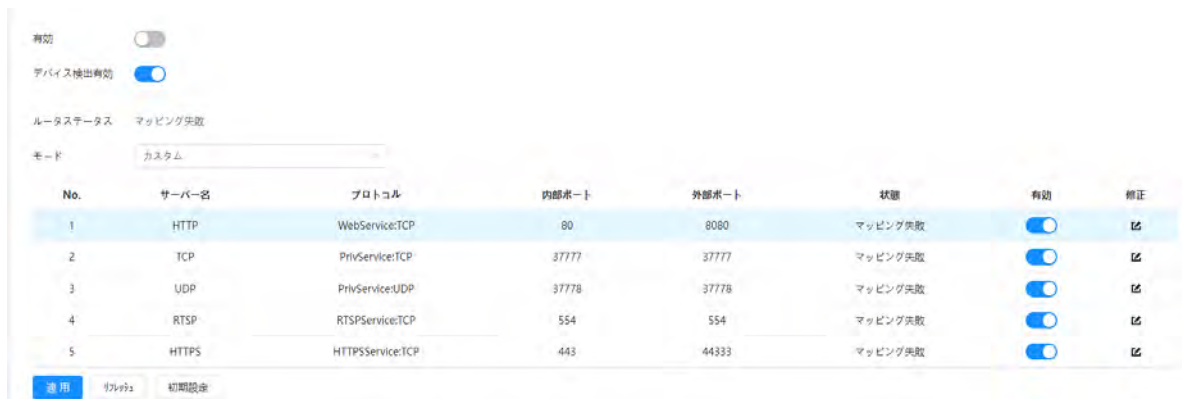 有効
デバイス検出有効
ルータステータス マッピング失敗
モード カスタム
No. サーバー名 プロトコル 内部ポート 外部ポート 状態 有効 修正
1 HTTP WebService:TCP 80 8080 マッピング失敗
2 TCP PrivService:TCP 37777 37777 マッピング失敗
3 UDP PrivService:UDP 37778 37778 マッピング失敗
4 RTSP RTSPService:TCP 554 554 マッピング失敗
5 HTTPS HTTPSService:TCP 443 44333 マッピング失敗
適用 リフレッシュ 初期設定